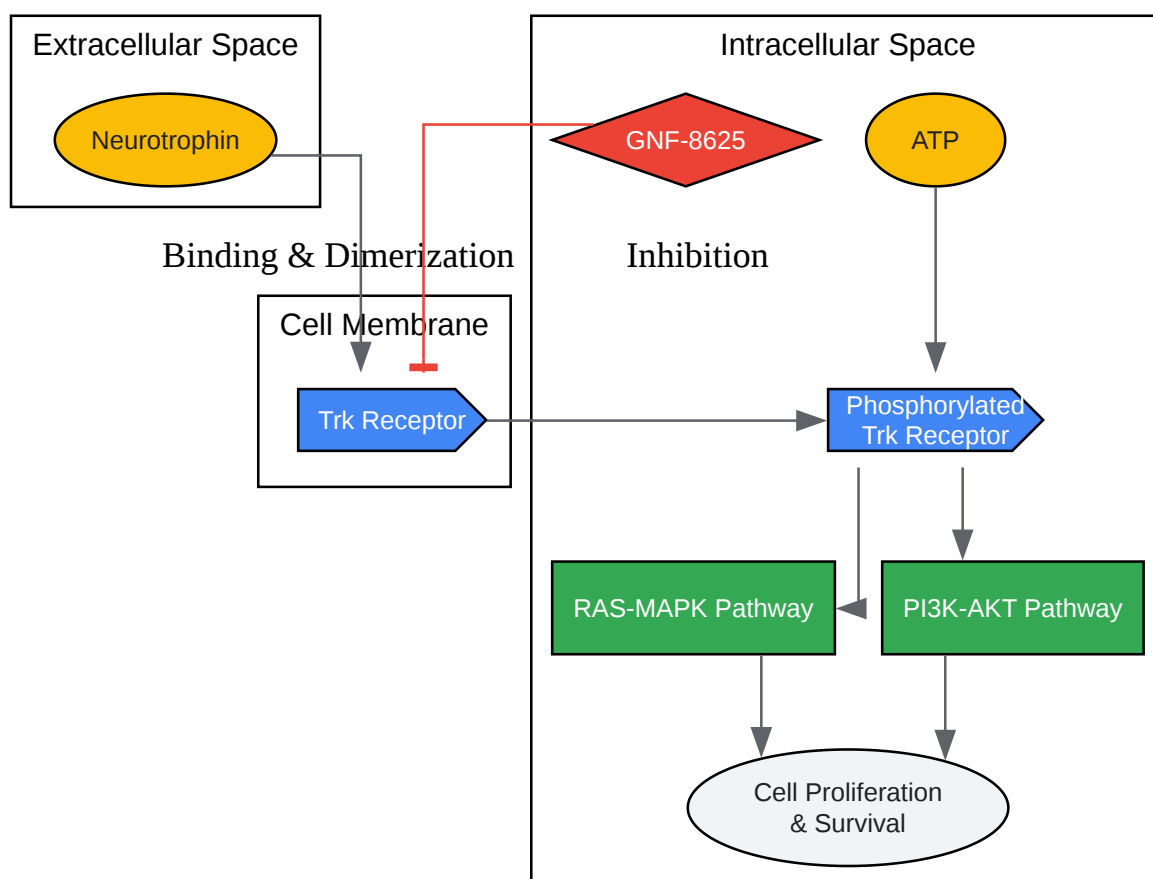 Extracellular Space
Intracellular Space
Neurotrophin
GNF-8625
ATP
Binding & Dimerization
Inhibition
Cell Membrane
Trk Receptor
Phosphorylated
Trk Receptor
RAS-MAPK Pathway
PI3K-AKT Pathway
Cell Proliferation
& Survival